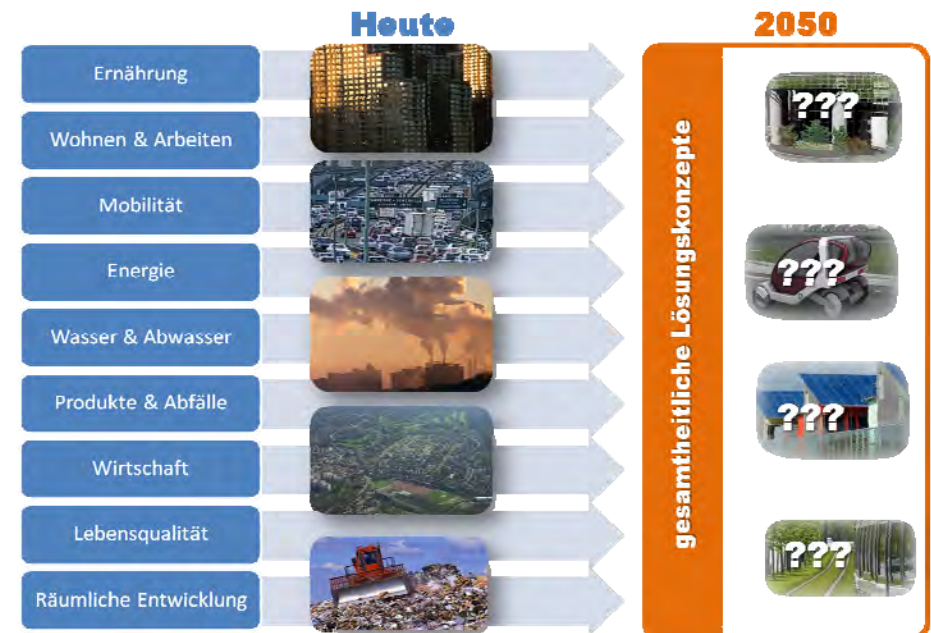 Heute
2050
Ernährung
Wohnen & Arbeiten
Mobilität
Energie
Wasser & Abwasser
Produkte & Abfälle
Wirtschaft
Lebensqualität
Räumliche Entwicklung
gesamtheitliche Lösungskonzepte
???
???
???
???